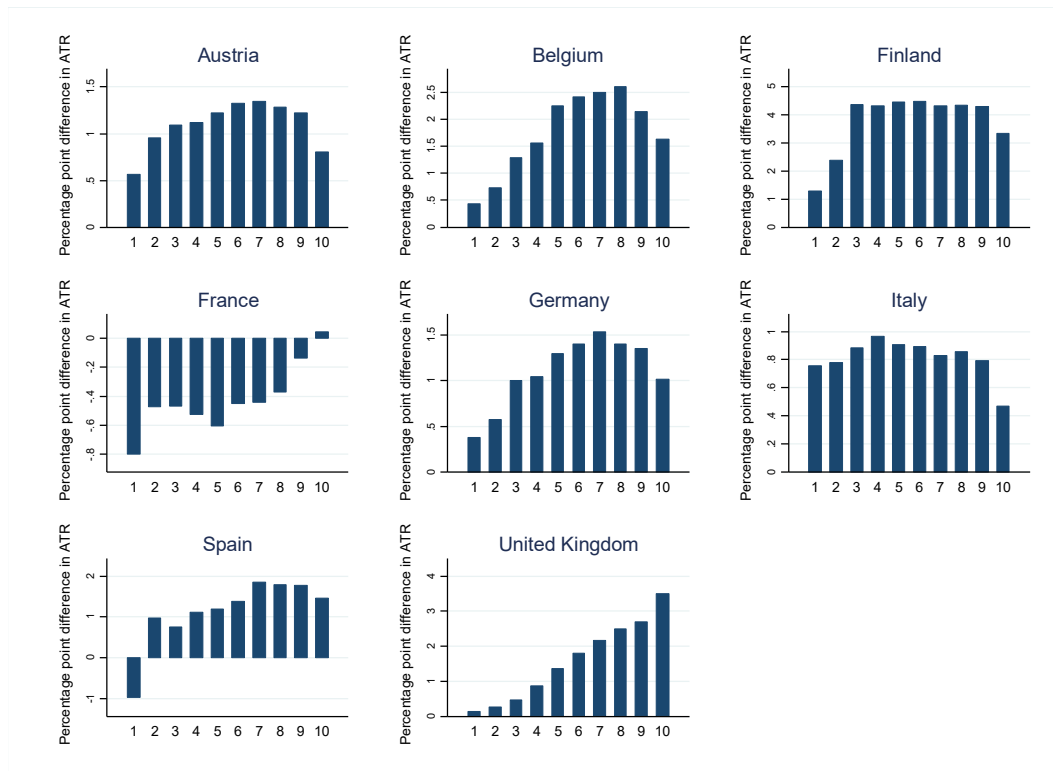 Austria
Percentage point difference in ATR
1.5
1
.5
0
1 2 3 4 5 6 7 8 9 10
Belgium
Percentage point difference in ATR
2.5
2
1.5
1
.5
0
1 2 3 4 5 6 7 8 9 10
Finland
Percentage point difference in ATR
5
4
3
2
1
0
1 2 3 4 5 6 7 8 9 10
France
Percentage point difference in ATR
0
-.2
-.4
-.6
-.8
1 2 3 4 5 6 7 8 9 10
Germany
Percentage point difference in ATR
1.5
1
.5
0
1 2 3 4 5 6 7 8 9 10
Italy
Percentage point difference in ATR
1
.8
.6
.4
.2
0
1 2 3 4 5 6 7 8 9 10
Spain
Percentage point difference in ATR
2
1
0
-1
1 2 3 4 5 6 7 8 9 10
United Kingdom
Percentage point difference in ATR
4
3
2
1
0
1 2 3 4 5 6 7 8 9 10